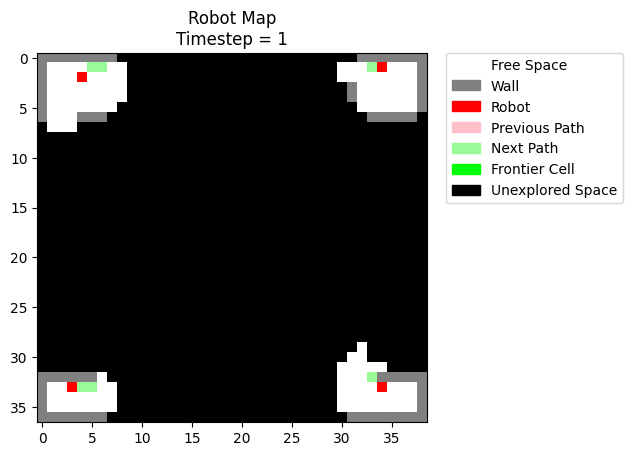 Robot Map
Timestep = 1
0
5
10
15
20
25
30
35
0
5
10
15
20
25
30
35
Free Space
Wall
Robot
Previous Path
Next Path
Frontier Cell
Unexplored Space